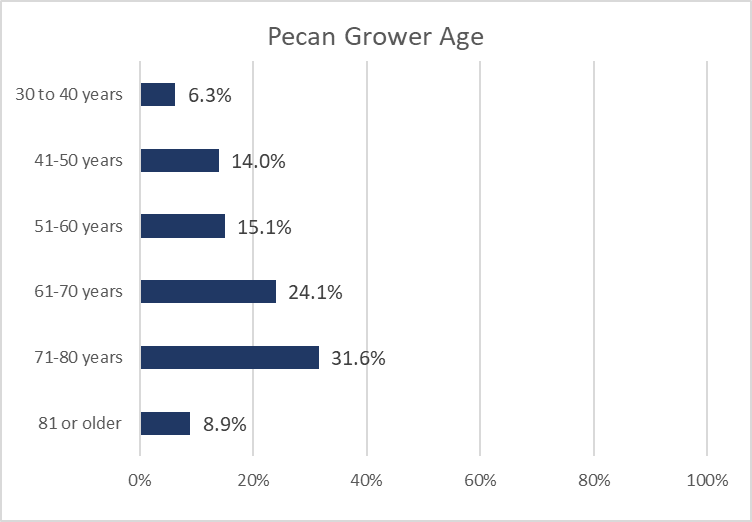 Pecan Grower Age
30 to 40 years 6.3%
41-50 years 14.0%
51-60 years 15.1%
61-70 years 24.1%
71-80 years 31.6%
81 or older 8.9%
0% 20% 40% 60% 80% 100%